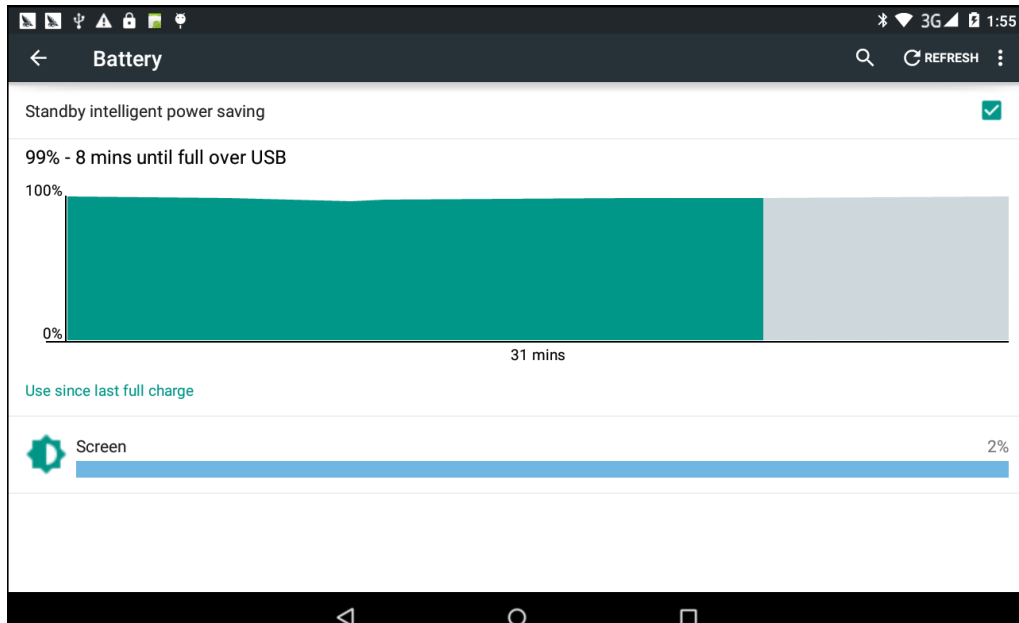 3G 1:55
Battery REFRESH
Standby intelligent power saving
99% - 8 mins until full over USB
100%
0%
31 mins
Use since last full charge
Screen 2%